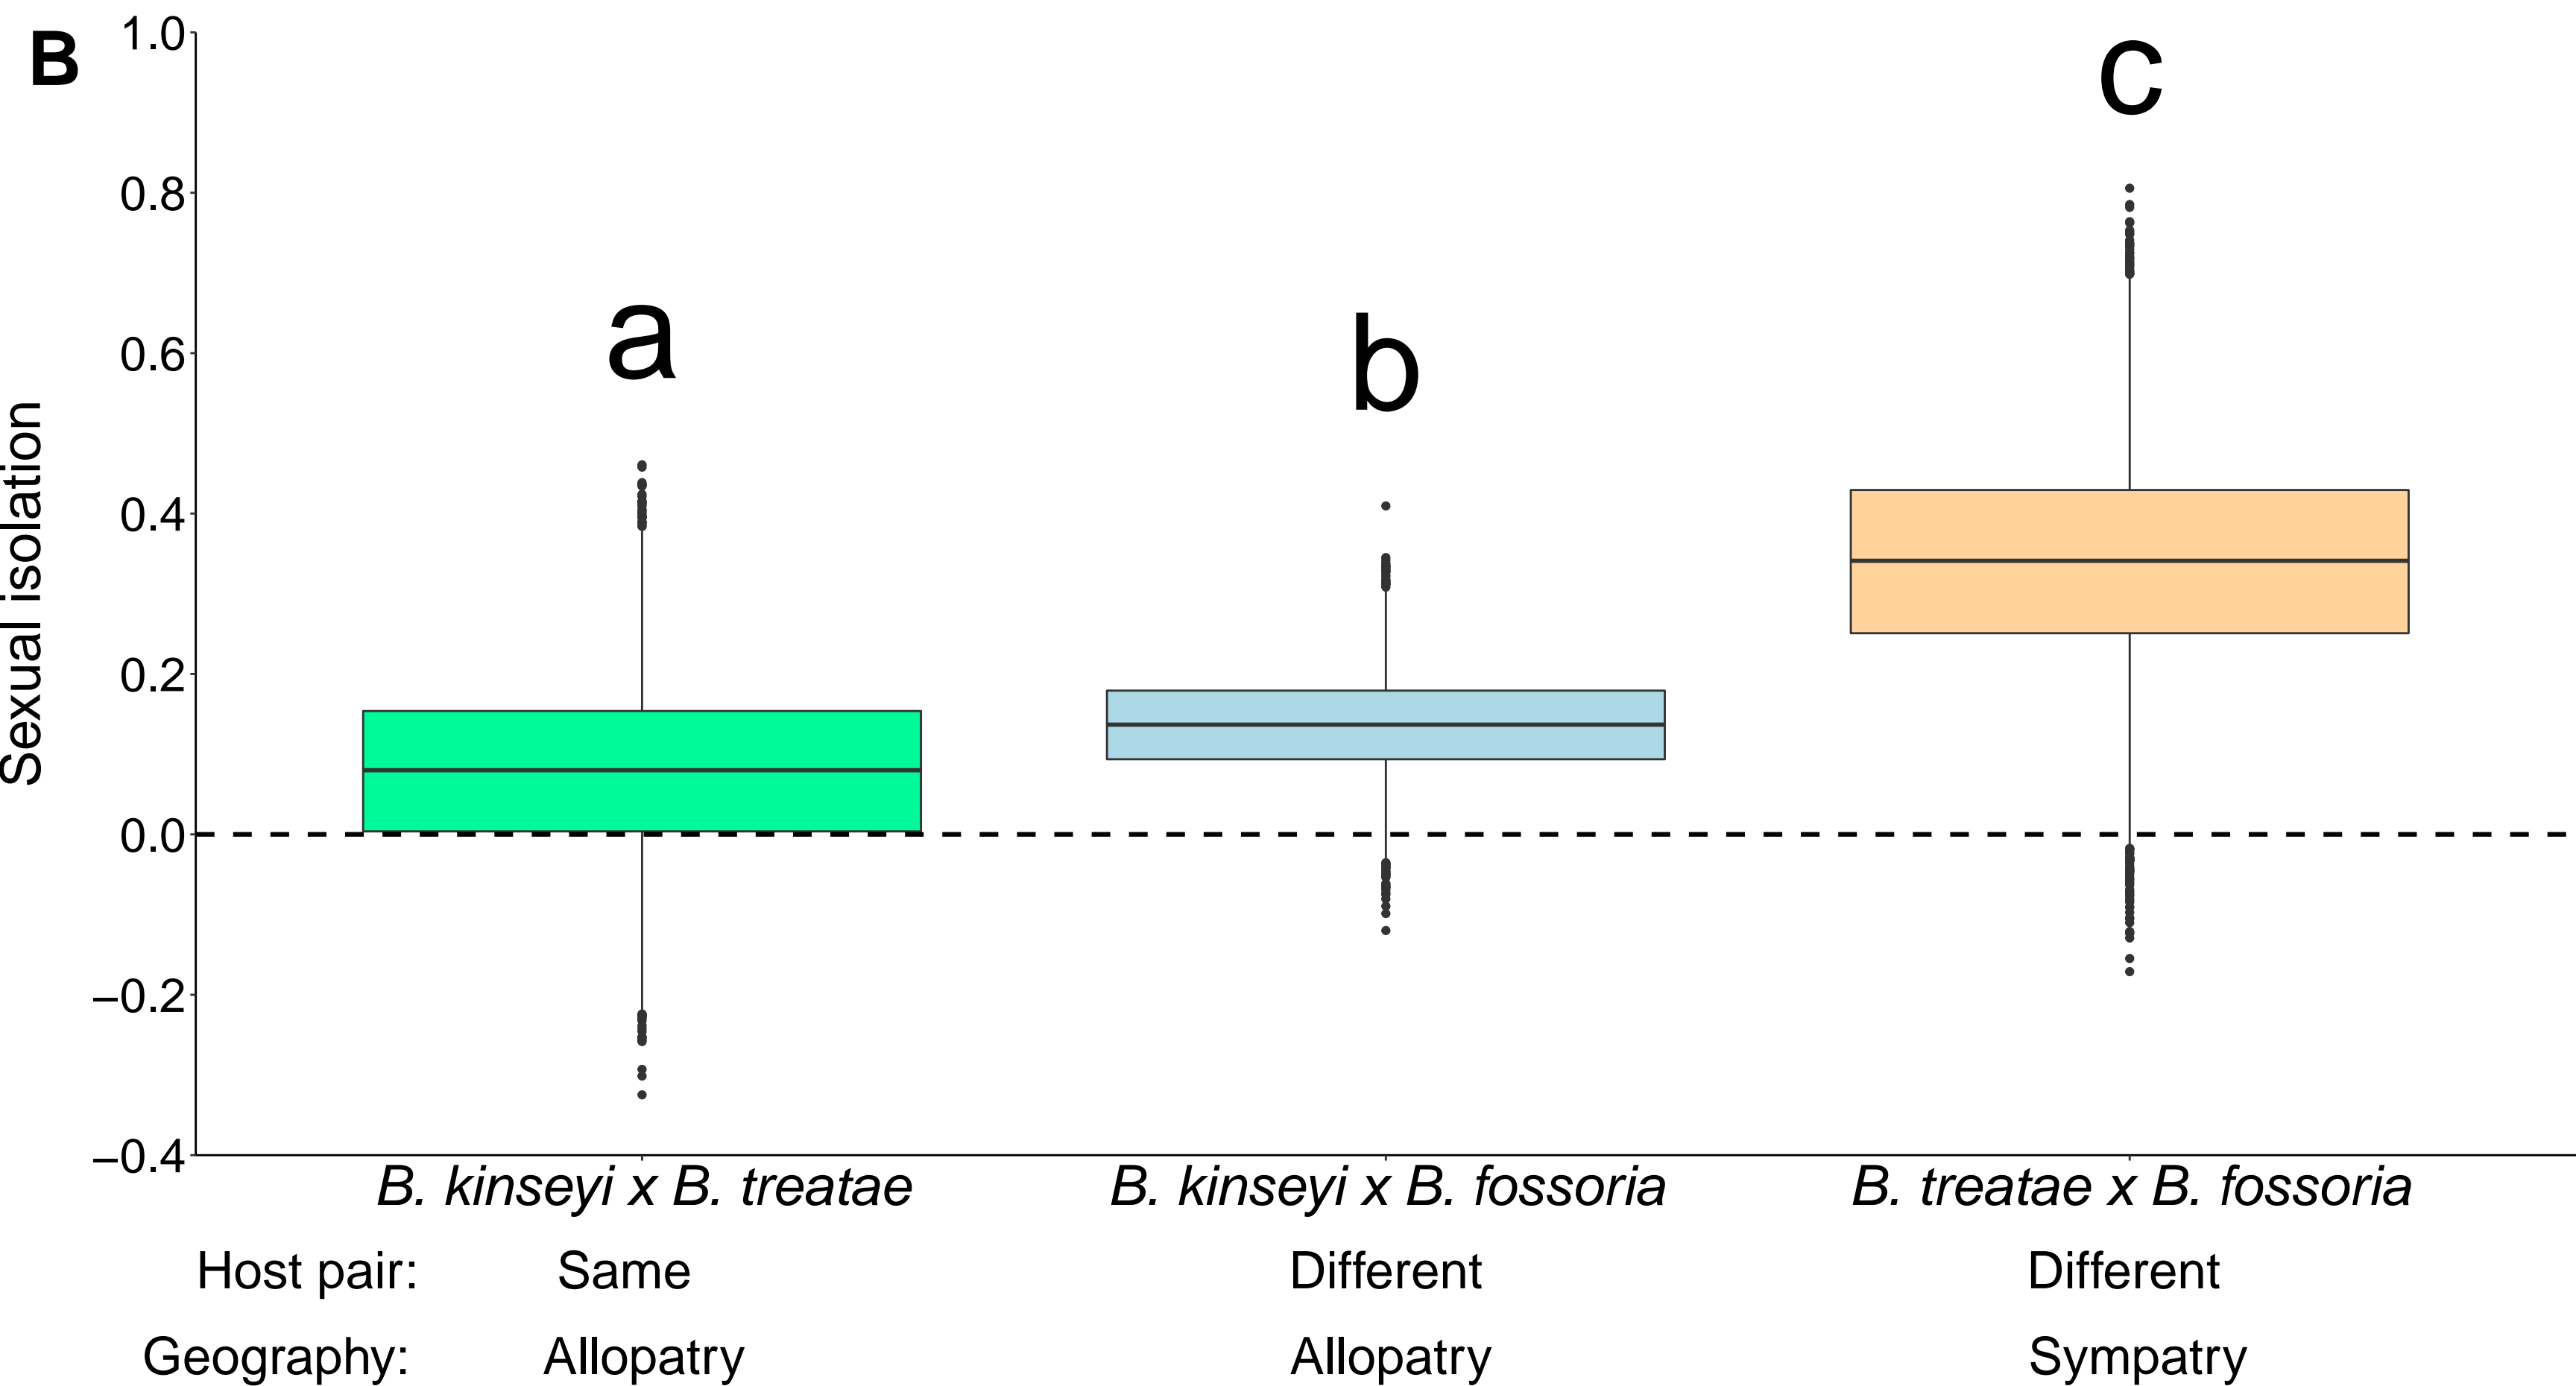 B
1.0
0.8
0.6
0.4
0.2
0.0
−0.2
−0.4
Sexual isolation
a
b
c
B. kinseyi x B. treatae
B. kinseyi x B. fossoria
B. treatae x B. fossoria
Host pair: Same Different Different
Geography: Allopatry Allopatry Sympatry